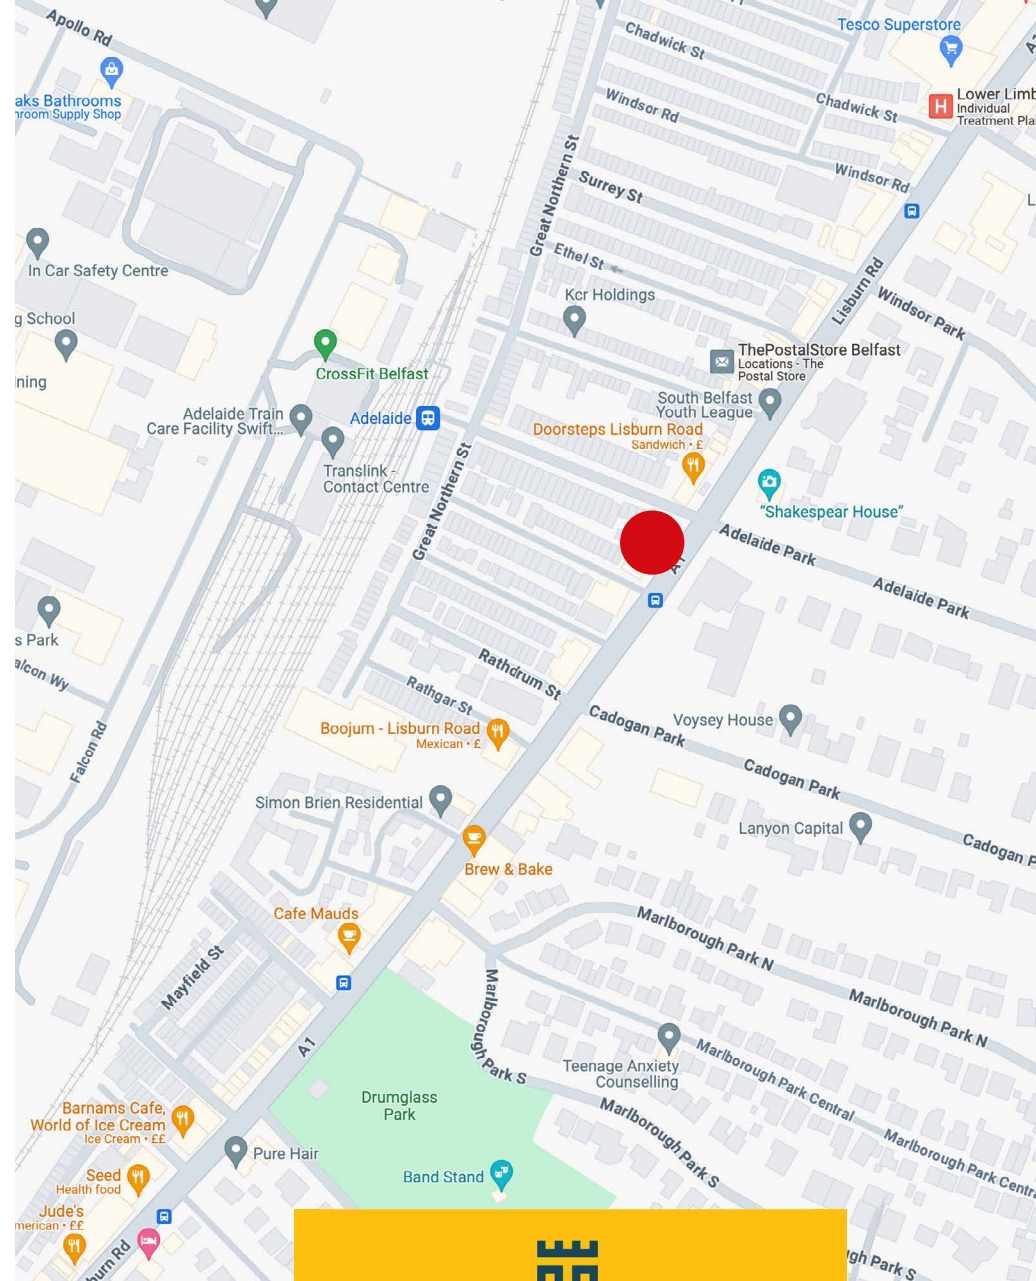 Apollo Rd
Chadwick St
Tesco Superstore
aks Bathrooms
hroom Supply Shop
Windsor Rd
Chadwick St
Lower Limb
Individual
Treatment Pla
Great Northern St
Surrey St
Windsor Rd
In Car Safety Centre
Ethel St
Lisburn Rd
Kcr Holdings
Windsor Park
g School
ThePostalStore Belfast
Locations - The
Postal Store
ning
CrossFit Belfast
South Belfast
Youth League
Adelaide Train
Care Facility Swift...
Adelaide
Doorsteps Lisburn Road
Sandwich • £
Translink -
Contact Centre
Great Northern St
"Shakespear House"
Adelaide Park
Adelaide Park
s Park
alcon Wy
Rathdrum St
Rathgar St
Falcon Rd
Boojum - Lisburn Road
Mexican • £
Cadogan Park
Voysey House
Cadogan Park
Simon Brien Residential
Lanyon Capital
Cadogan P
Brew & Bake
Cafe Mauds
Marlborough Park N
Mayfield St
Marlborough Park N
A1
Marlborough Park S
Teenage Anxiety
Counselling
Marlborough Park Central
Drumglass
Park
Barnams Cafe,
World of Ice Cream
Ice Cream • ££
Marlborough Park S
Marlborough Park Centr
Pure Hair
Band Stand
Seed
Health food
Jude's
merican • ££
burn Rd
gh Park S